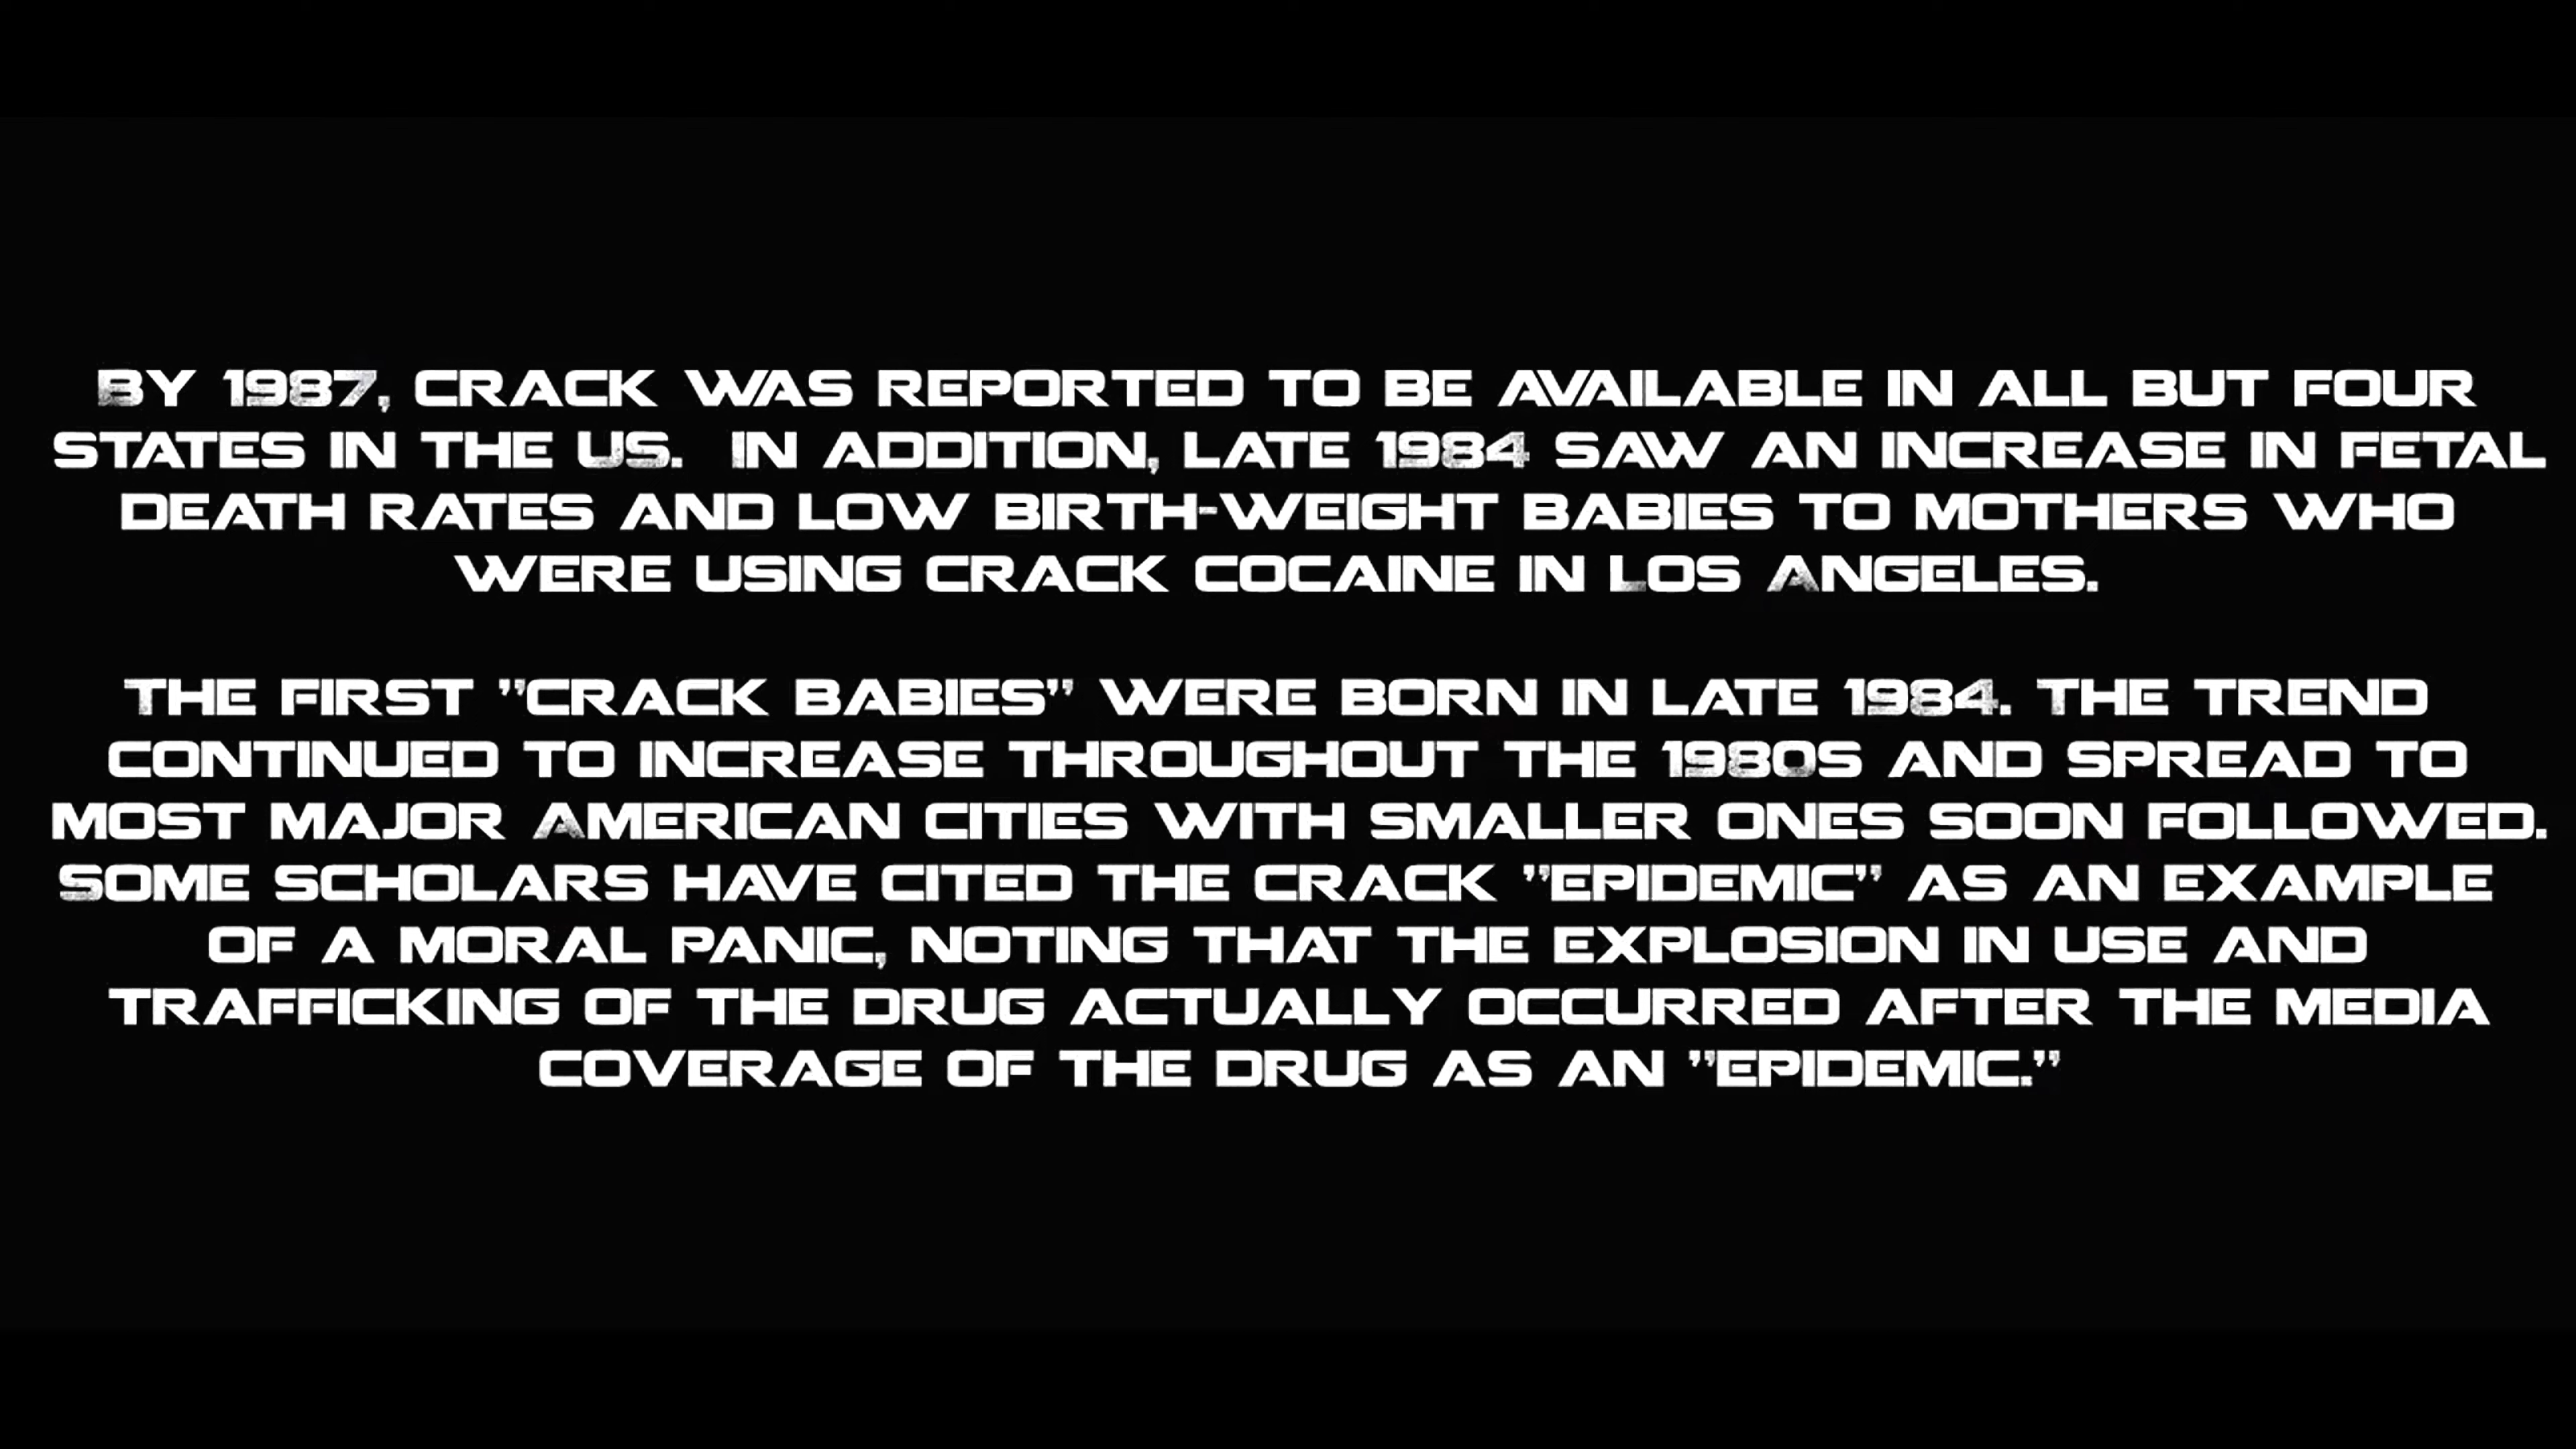 BY 1987, CRACK WAS REPORTED TO BE AVAILABLE IN ALL BUT FOUR
STATES IN THE US.  IN ADDITION, LATE 1984 SAW AN INCREASE IN FETAL
DEATH RATES AND LOW BIRTH-WEIGHT BABIES TO MOTHERS WHO
WERE USING CRACK COCAINE IN LOS ANGELES.
THE FIRST "CRACK BABIES" WERE BORN IN LATE 1984. THE TREND
CONTINUED TO INCREASE THROUGHOUT THE 1980S AND SPREAD TO
MOST MAJOR AMERICAN CITIES WITH SMALLER ONES SOON FOLLOWED.
SOME SCHOLARS HAVE CITED THE CRACK "EPIDEMIC" AS AN EXAMPLE
OF A MORAL PANIC, NOTING THAT THE EXPLOSION IN USE AND
TRAFFICKING OF THE DRUG ACTUALLY OCCURRED AFTER THE MEDIA
COVERAGE OF THE DRUG AS AN "EPIDEMIC."